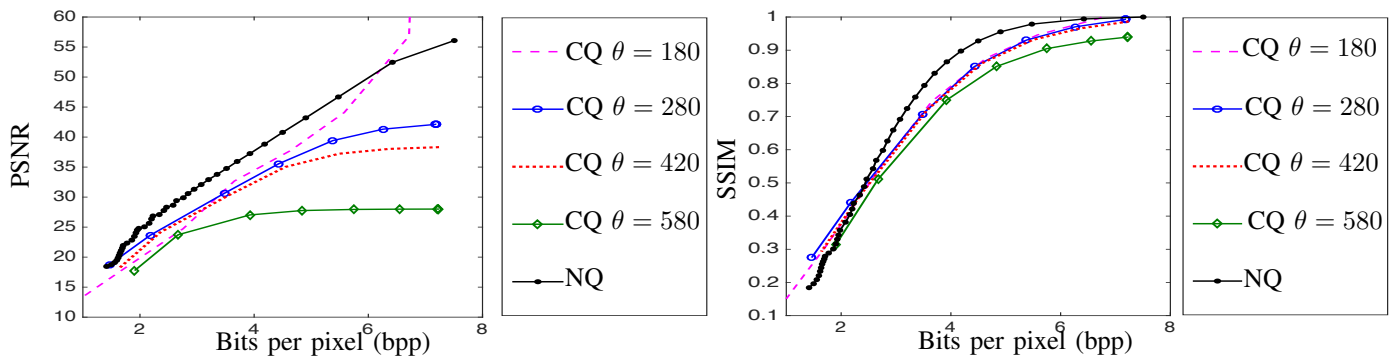 PSNR
60
55
50
45
40
35
30
25
20
15
10
2
4
6
8
Bits per pixel (bpp)
CQ θ = 180
CQ θ = 280
CQ θ = 420
CQ θ = 580
NQ
SSIM
1
0.9
0.8
0.7
0.6
0.5
0.4
0.3
0.2
0.1
2
4
6
8
Bits per pixel (bpp)
CQ θ = 180
CQ θ = 280
CQ θ = 420
CQ θ = 580
NQ